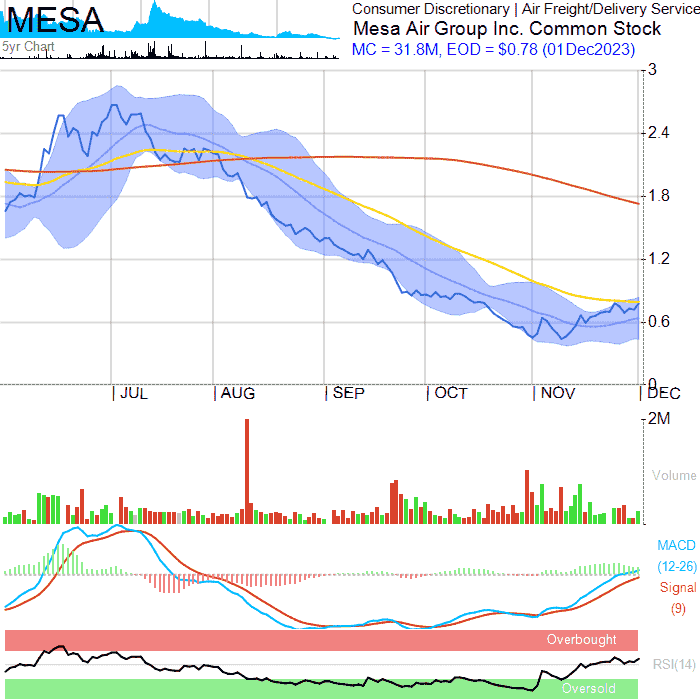 MESA
5yr Chart
Consumer Discretionary | Air Freight/Delivery Service
Mesa Air Group Inc. Common Stock
MC = 31.8M, EOD = $0.78 (01Dec2023)
3
2.4
1.8
1.2
0.6
0
JUL AUG SEP OCT NOV DEC
2M
Volume
MACD
(12-26)
Signal
(9)
Overbought
RSI(14)
Oversold